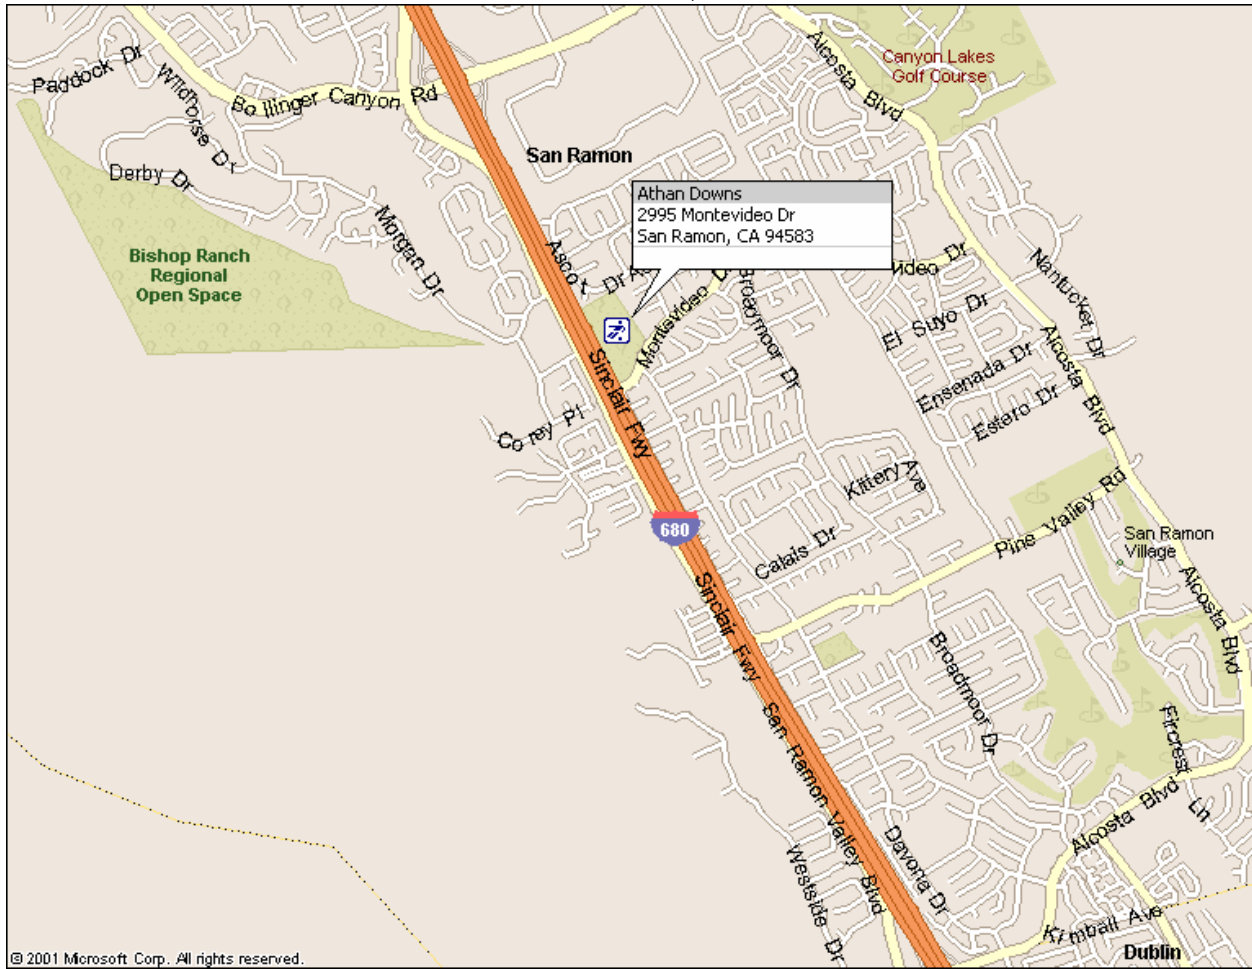 Paddock Dr
Wildhorse Dr
Bollinger Canyon Rd
Alcosta Blvd
Canyon Lakes
Golf Course
San Ramon
Derby Dr
Athan Downs
2995 Montevideo Dr
San Ramon, CA 94583
Morgan Dr
Ascot Dr
Bishop Ranch
Regional
Open Space
Montevideo Dr
Broadmoor Dr
video Dr
Nantucket Dr
El Suyo Dr
Ensenada Dr
Estero Dr
Alcosta Blvd
Sinclair Fwy
Corey Pl
Kittery Ave
680
Calais Dr
Pine Valley Rd
San Ramon
Village
Alcosta Blvd
Sinclair Fwy
Broadmoor Dr
San Ramon Valley Blvd
Fircrest Ln
Alcosta Blvd
Davona Dr
Westside Dr
Kimball Ave
Dublin
© 2001 Microsoft Corp. All rights reserved.